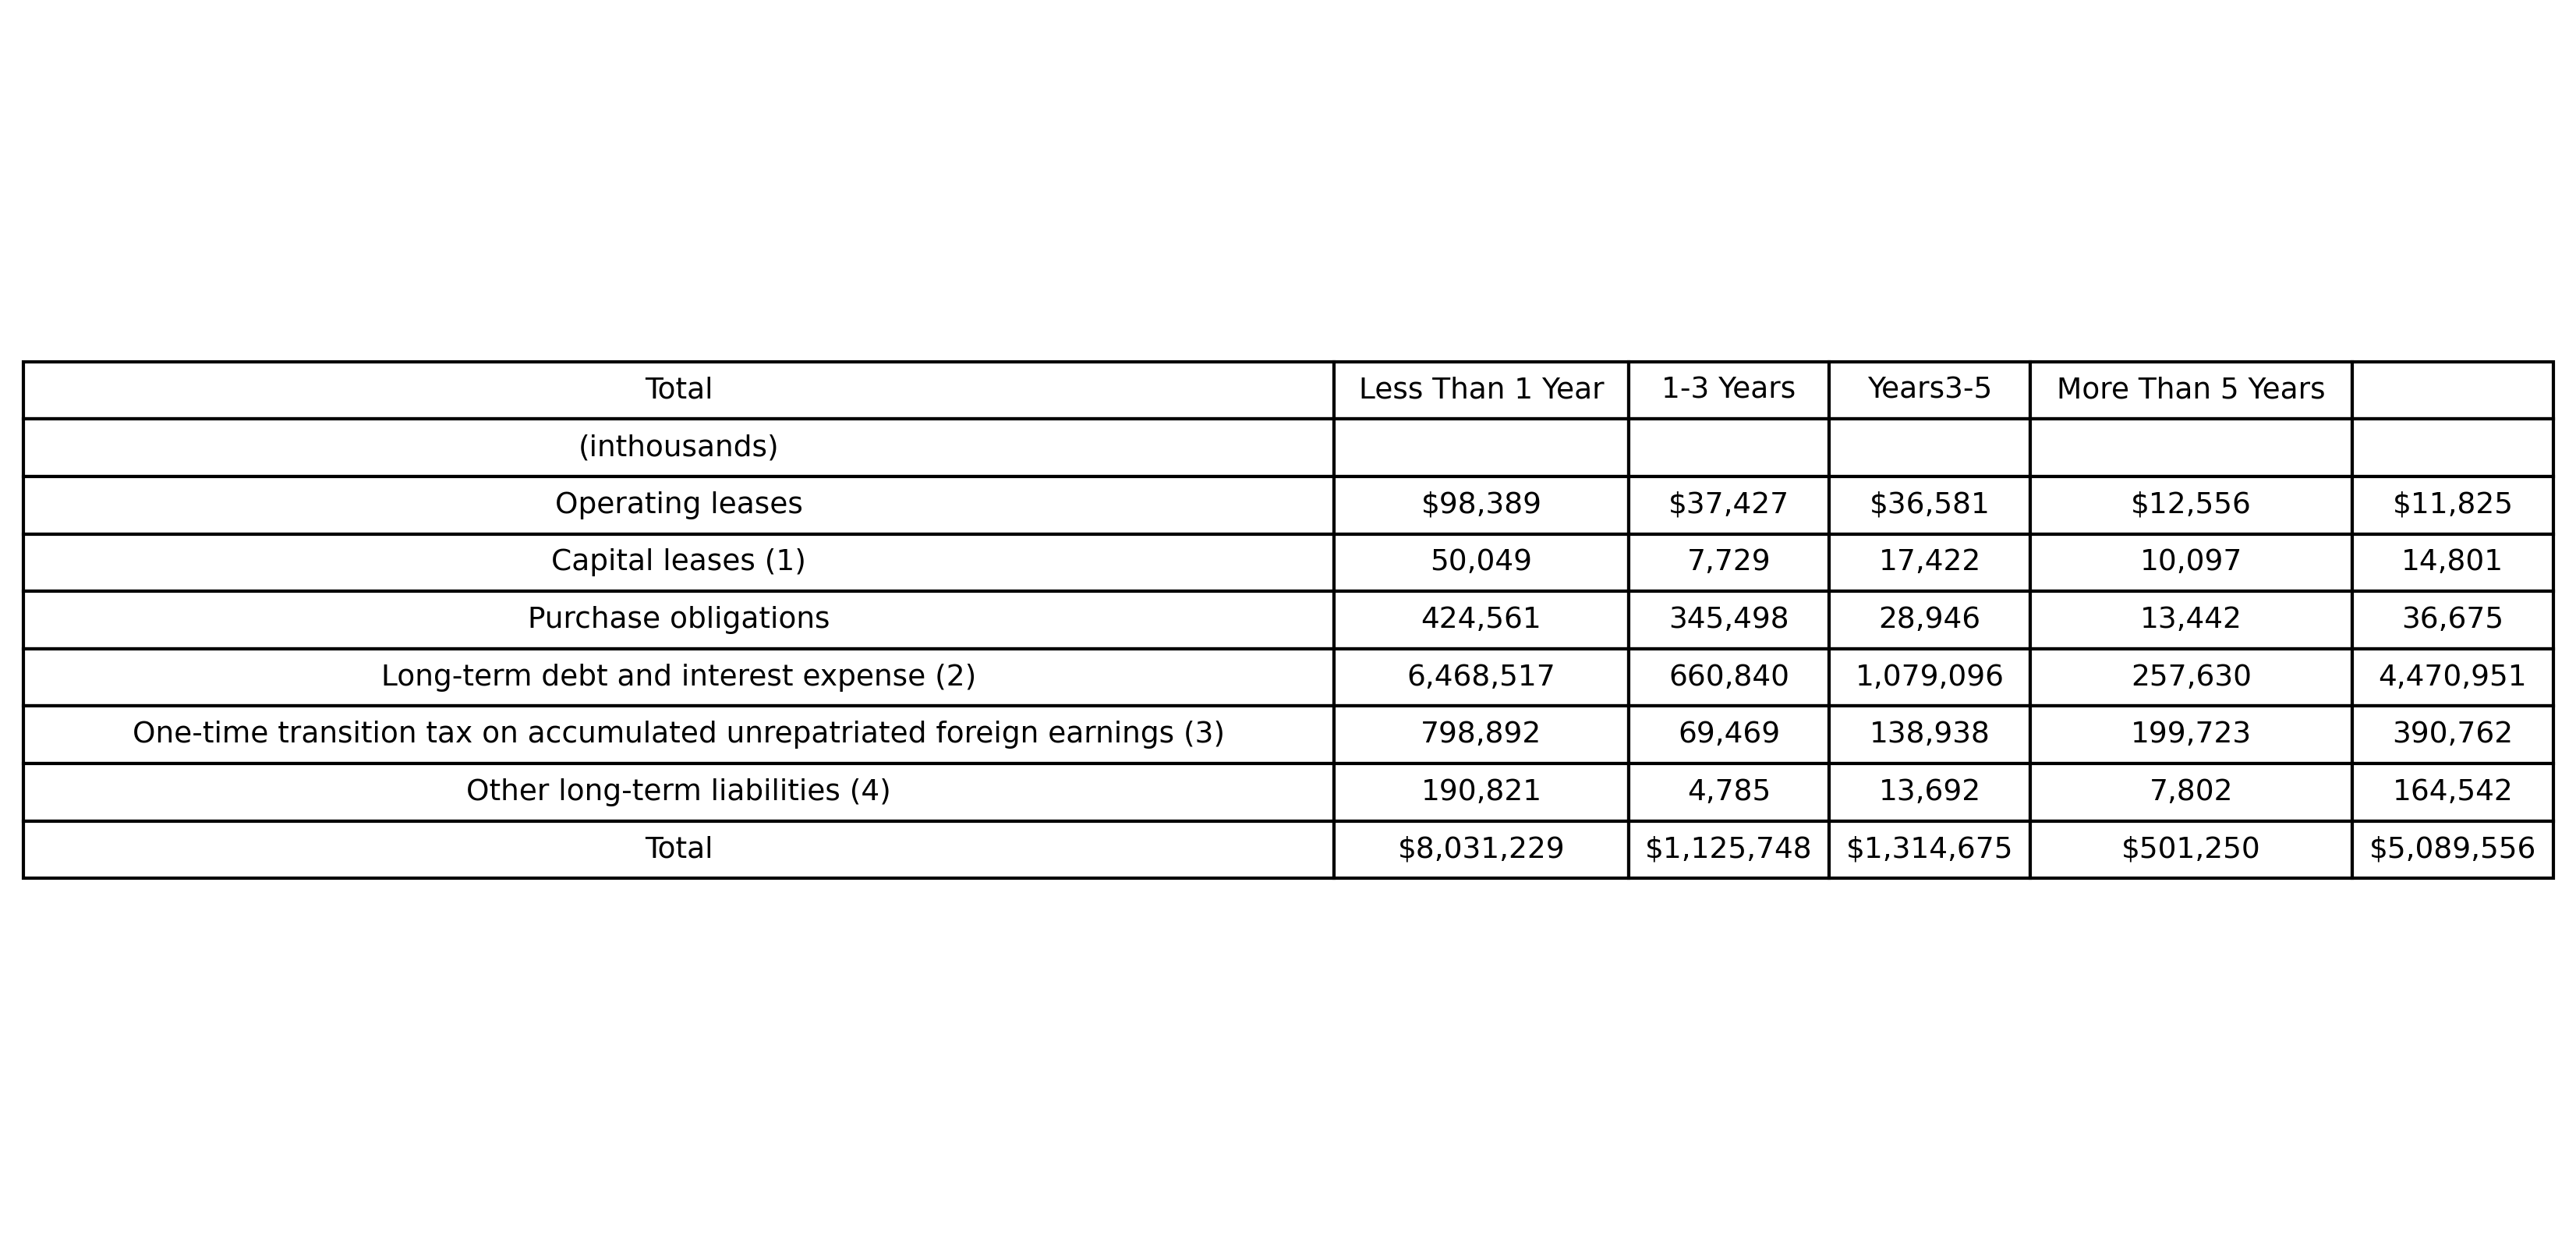 Total Less Than 1 Year 1-3 Years Years3-5 More Than 5 Years
(inthousands)
Operating leases $98,389 $37,427 $36,581 $12,556 $11,825
Capital leases (1) 50,049 7,729 17,422 10,097 14,801
Purchase obligations 424,561 345,498 28,946 13,442 36,675
Long-term debt and interest expense (2) 6,468,517 660,840 1,079,096 257,630 4,470,951
One-time transition tax on accumulated unrepatriated foreign earnings (3) 798,892 69,469 138,938 199,723 390,762
Other long-term liabilities (4) 190,821 4,785 13,692 7,802 164,542
Total $8,031,229 $1,125,748 $1,314,675 $501,250 $5,089,556